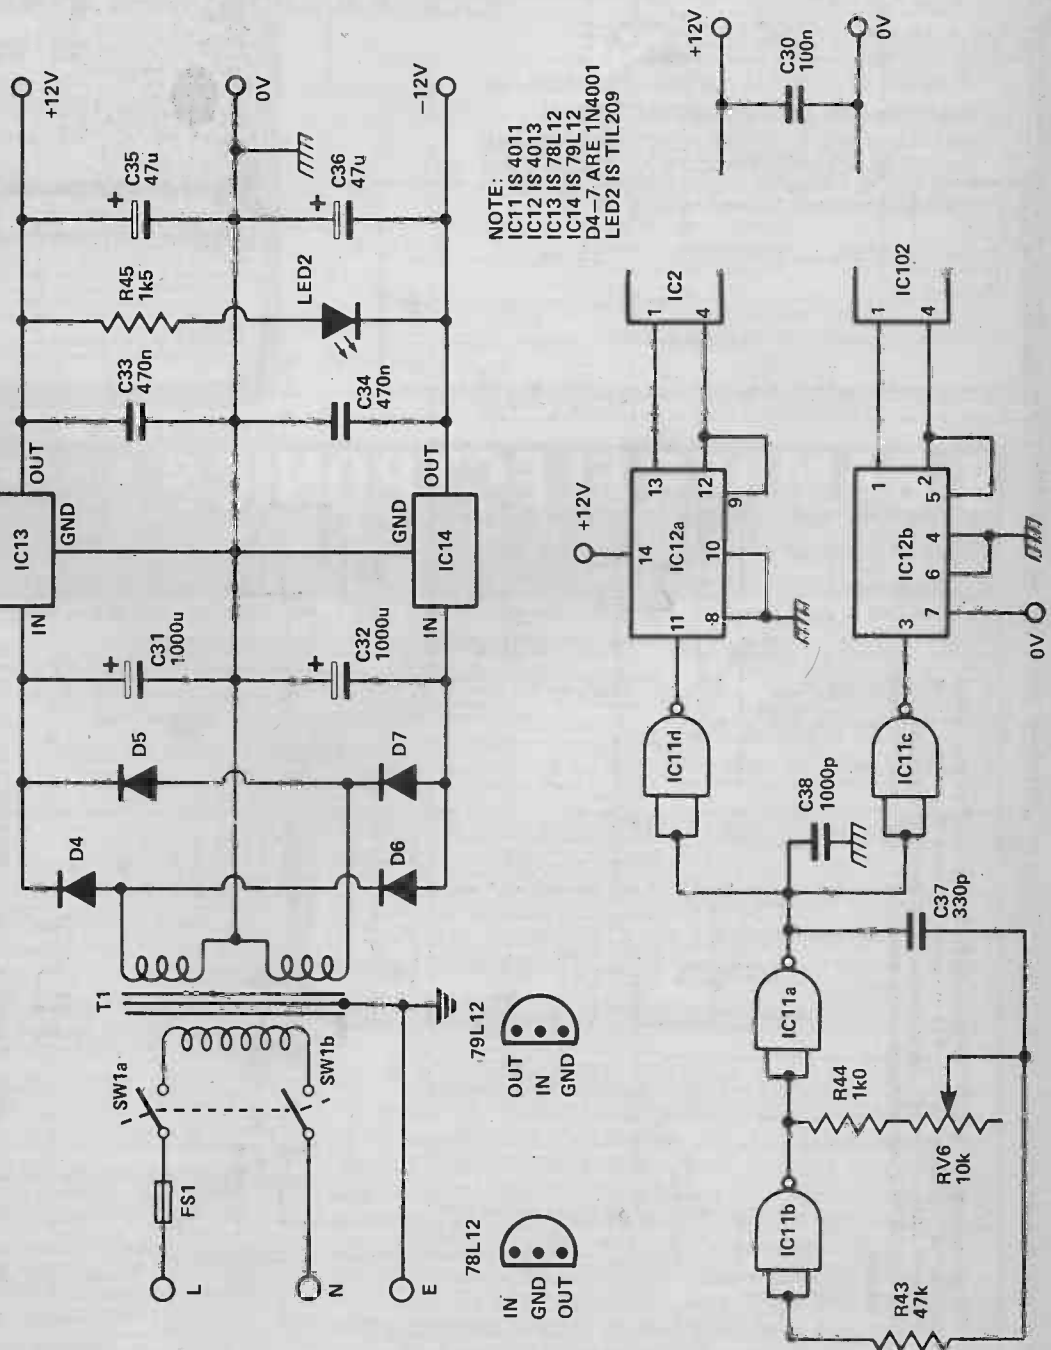 +12V
0V
-12V
C35
47u
C36
47u
R45
1k5
LED2
C33
470n
C34
470n
OUT
OUT
IC13
GND
GND
IC14
IN
IN
C31
1000u
C32
1000u
D5
D7
D4
D6
T1
SW1a
SW1b
FS1
L
N
E
NOTE:
IC11 IS 4011
IC12 IS 4013
IC13 IS 78L12
IC14 IS 79L12
D4–7 ARE 1N4001
LED2 IS TIL209
+12V
0V
C30
100n
79L12
OUT
IN
GND
78L12
IN
GND
OUT
IC2
1
4
IC102
1
4
+12V
14
13
12
IC12a
11
10
9
8
1
2
5
IC12b
4
6
3
7
0V
IC11d
IC11c
C38
1000p
C37
330p
IC11a
R44
1k0
RV6
10k
IC11b
R43
47k